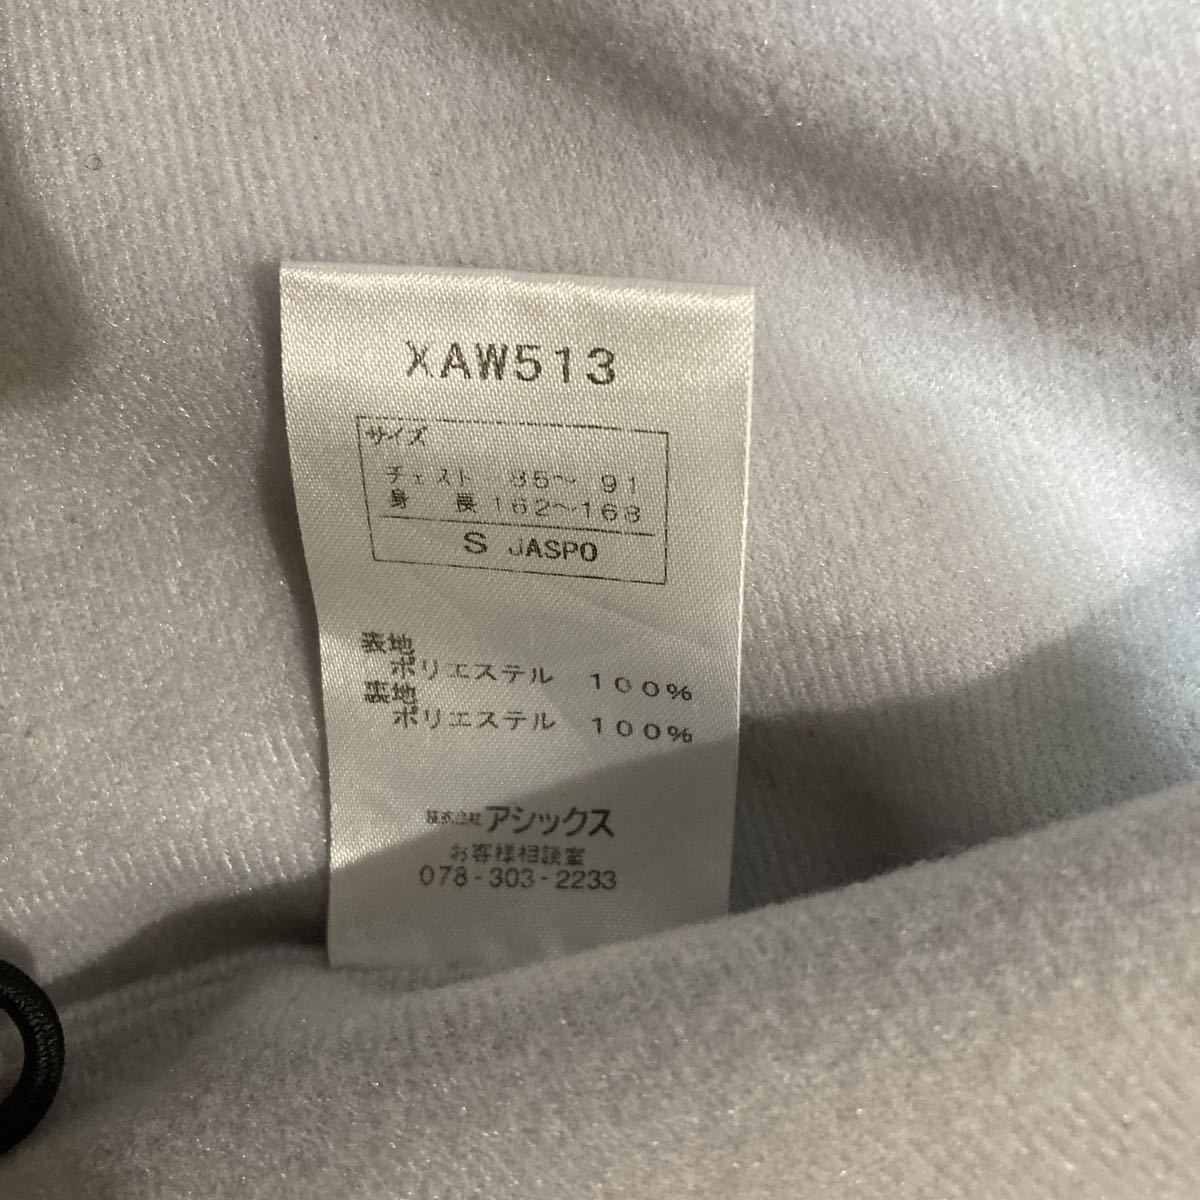 XAW513
サイズ
チェスト 85～91
身 長 162～168
S JASPO
表地
ポリエステル 100%
裏地
ポリエステル 100%
株式会社 アシックス
お客様相談室
078-303-2233